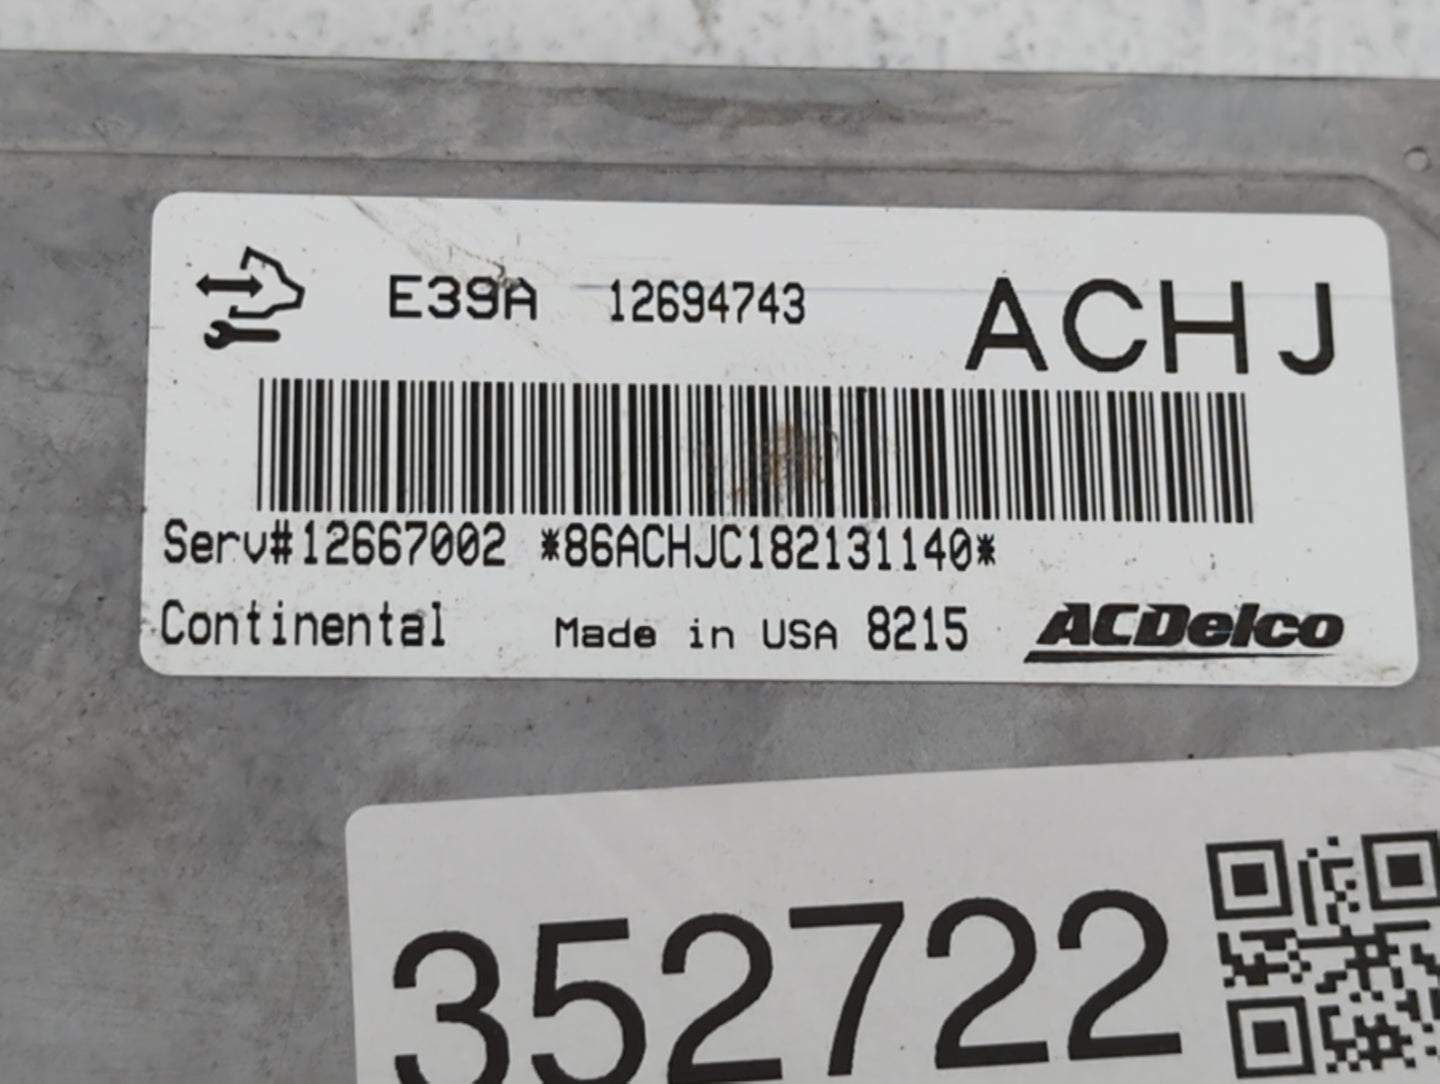 E39A 12694743 ACHJ
Serv#12667002 *86ACHJC182131140*
Continental Made in USA 8215 ACDelco
352722